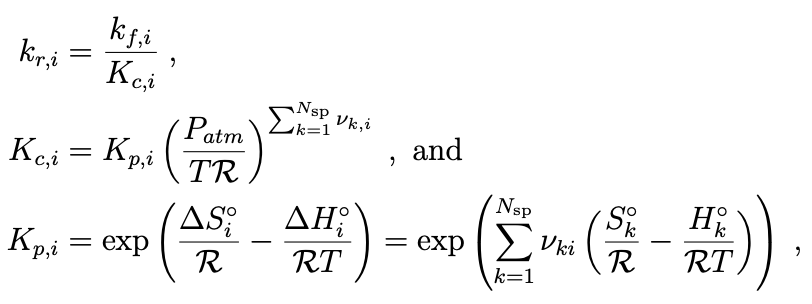 k_{r,i} = \frac{k_{f,i}}{K_{c,i}} ,
K_{c,i} = K_{p,i} \left( \frac{P_{atm}}{T\mathcal{R}} \right)^{\sum_{k=1}^{N_{\mathrm{sp}}} \nu_{k,i}} , and
K_{p,i} = \exp \left( \frac{\Delta S_i^\circ}{\mathcal{R}} - \frac{\Delta H_i^\circ}{\mathcal{R}T} \right) = \exp \left( \sum_{k=1}^{N_{\mathrm{sp}}} \nu_{ki} \left( \frac{S_k^\circ}{\mathcal{R}} - \frac{H_k^\circ}{\mathcal{R}T} \right) \right) ,